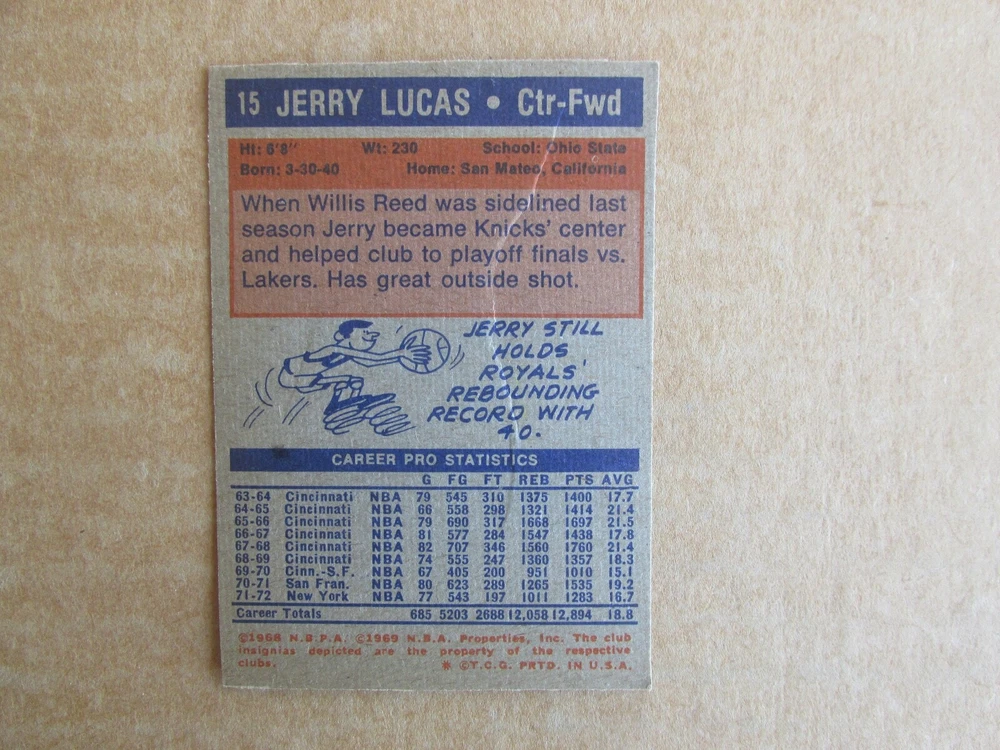 15 JERRY LUCAS • Ctr-Fwd
Ht: 6'8" Wt: 230 School: Ohio State
Born: 3-30-40 Home: San Mateo, California
When Willis Reed was sidelined last
season Jerry became Knicks' center
and helped club to playoff finals vs.
Lakers. Has great outside shot.
JERRY STILL
HOLDS
ROYALS'
REBOUNDING
RECORD WITH
40.
CAREER PRO STATISTICS
G FG FT REB PTS AVG
63-64 Cincinnati NBA 79 545 310 1375 1400 17.7
64-65 Cincinnati NBA 66 558 298 1321 1414 21.4
65-66 Cincinnati NBA 79 690 317 1668 1697 21.5
66-67 Cincinnati NBA 81 577 284 1547 1438 17.8
67-68 Cincinnati NBA 82 707 346 1560 1760 21.4
68-69 Cincinnati NBA 74 555 247 1360 1357 18.3
69-70 Cinn.-S.F. NBA 67 405 200 951 1010 15.1
70-71 San Fran. NBA 80 623 289 1265 1535 19.2
71-72 New York NBA 77 543 197 1011 1283 16.7
Career Totals 685 5203 2688 12,058 12,894 18.8
©1968 N.B.P.A. ©1969 N.B.A. Properties, Inc. The club
insignias depicted are the property of the respective
clubs. * ©T.C.G. PRTD. IN U.S.A.